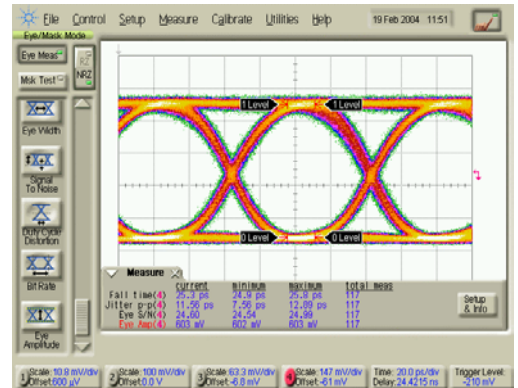 File Control Setup Measure Calibrate Utilities Help 19 Feb 2004 11:51
Eye/Mask Mode
Eye Meas
RZ
NRZ
Msk Test
1 Level 1 Level
Eye Width
Signal
To Noise
Duty Cycle
Distortion
Bit Rate
0 Level 0 Level
Eye
Amplitude
Measure
current minimum maximum total meas
Fall time(4) 25.3 ps 24.9 ps 25.8 ps 117
Jitter p-p(4) 11.56 ps 7.56 ps 12.89 ps 117
Eye S/N(4) 24.60 24.54 24.99 117
Eye Amp(4) 603 mV 602 mV 603 mV 117
Setup
& Info
1 Scale: 10.8 mV/div 2 Scale: 100 mV/div 3 Scale: 63.3 mV/div 4 Scale: 147 mV/div Time: 20.0 ps/div Trigger Level:
Offset: 600 µV Offset: 0.0 V Offset: -6.8 mV Offset: -61 mV Delay: 24.4215 ns -210 mV